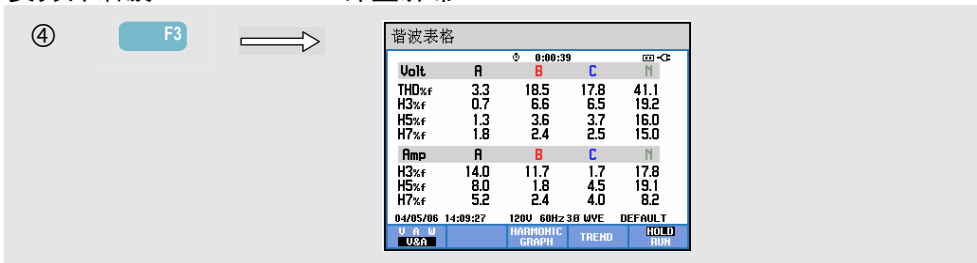 ④ F3
谐波表格
0:00:39
Volt A B C N
THD%f 3.3 18.5 17.8 41.1
H3%f 0.7 6.6 6.5 19.2
H5%f 1.3 3.6 3.7 16.0
H7%f 1.8 2.4 2.5 15.0
Amp A B C N
H3%f 14.0 11.7 1.7 17.8
H5%f 8.0 1.8 4.5 19.1
H7%f 5.2 2.4 4.0 8.2
04/05/06 14:09:27 120V 60Hz 3Ø WYE DEFAULT
V A W HARMONIC TREND HOLD
V&A GRAPH RUN